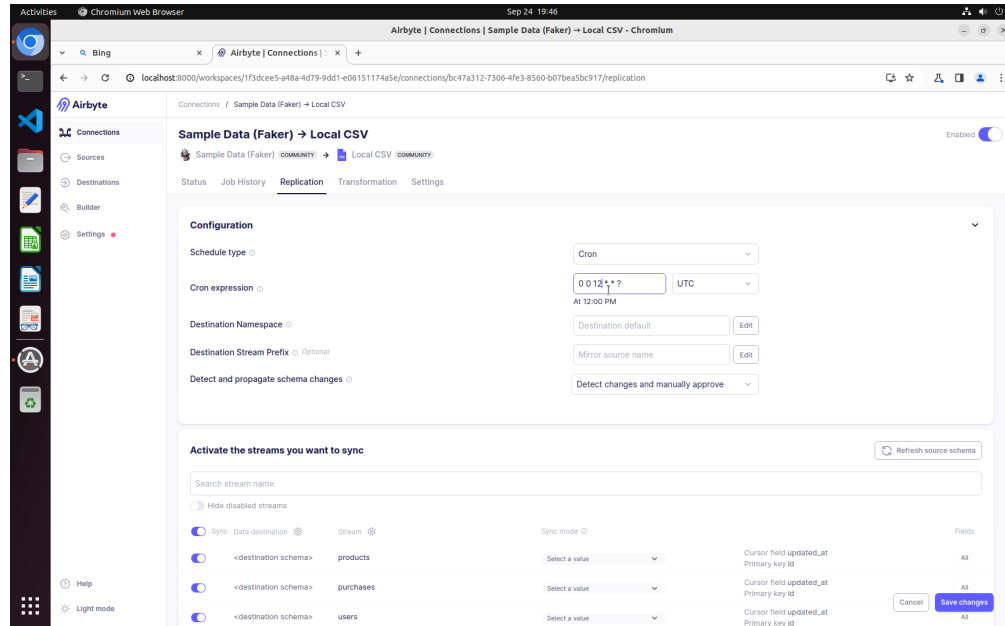 Activities Chromium Web Browser Sep 24 19:46
Airbyte | Connections | Sample Data (Faker) → Local CSV - Chromium
Bing Airbyte | Connections |
localhost:8000/workspaces/1f3dcee5-a48a-4d79-9dd1-e06151174a5e/connections/bc47a312-7306-4fe3-8560-b07bea5bc917/replication
Airbyte
Connections
Sources
Destinations
Builder
Settings
Help
Light mode
Connections / Sample Data (Faker) → Local CSV
Sample Data (Faker) → Local CSV
Enabled
Sample Data (Faker) COMMUNITY → Local CSV COMMUNITY
Status Job History Replication Transformation Settings
Configuration
Schedule type
Cron
Cron expression
0 0 12 * * ? UTC
At 12:00 PM
Destination Namespace
Destination default Edit
Destination Stream Prefix Optional
Mirror source name Edit
Detect and propagate schema changes
Detect changes and manually approve
Activate the streams you want to sync
Refresh source schema
Search stream name
Hide disabled streams
Sync Data destination Stream Sync mode Fields
<destination schema> products Select a value Cursor field updated_at All
Primary key id
<destination schema> purchases Select a value Cursor field updated_at All
Primary key id
<destination schema> users Select a value Cursor field updated_at All
Primary key id
Cancel Save changes